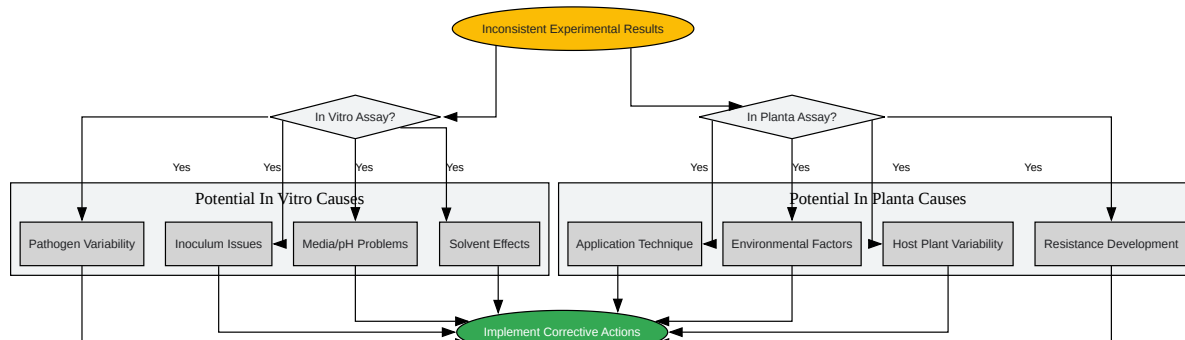 Inconsistent Experimental Results
In Vitro Assay?
In Planta Assay?
Yes
Yes
Yes
Yes
Yes
Yes
Yes
Yes
Potential In Vitro Causes
Potential In Planta Causes
Pathogen Variability
Inoculum Issues
Media/pH Problems
Solvent Effects
Application Technique
Environmental Factors
Host Plant Variability
Resistance Development
Implement Corrective Actions